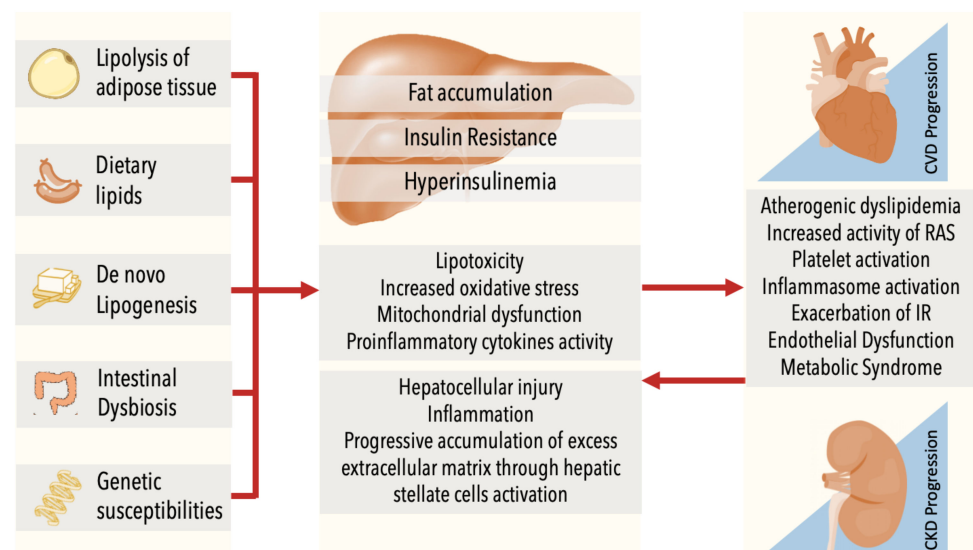 Lipolysis of
adipose tissue
Dietary
lipids
De novo
Lipogenesis
Intestinal
Dysbiosis
Genetic
susceptibilities
Fat accumulation
Insulin Resistance
Hyperinsulinemia
Lipotoxicity
Increased oxidative stress
Mitochondrial dysfunction
Proinflammatory cytokines activity
Hepatocellular injury
Inflammation
Progressive accumulation of excess
extracellular matrix through hepatic
stellate cells activation
CVD Progression
Atherogenic dyslipidemia
Increased activity of RAS
Platelet activation
Inflammasome activation
Exacerbation of IR
Endothelial Dysfunction
Metabolic Syndrome
CKD Progression